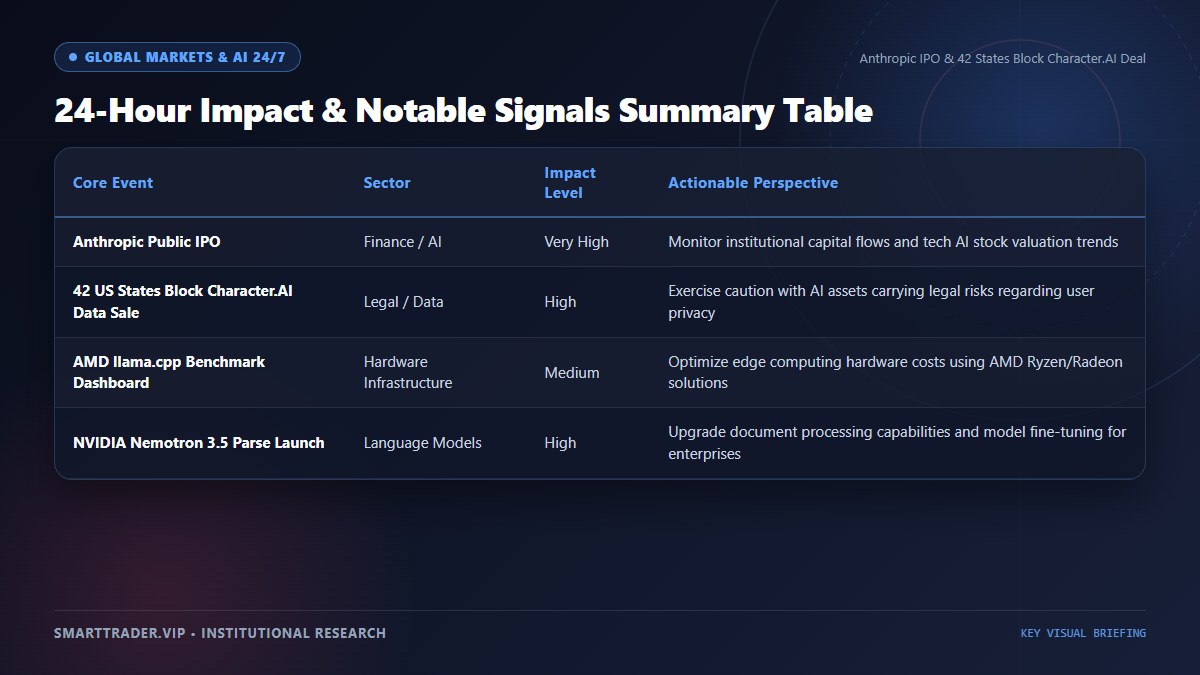 GLOBAL MARKETS & AI 24/7
Anthropic IPO & 42 States Block Character.AI Deal
24-Hour Impact & Notable Signals Summary Table
Core Event
Sector
Impact
Level
Actionable Perspective
Anthropic Public IPO
Finance / AI
Very High
Monitor institutional capital flows and tech AI stock valuation trends
42 US States Block Character.AI
Data Sale
Legal / Data
High
Exercise caution with AI assets carrying legal risks regarding user
privacy
AMD llama.cpp Benchmark
Dashboard
Hardware
Infrastructure
Medium
Optimize edge computing hardware costs using AMD Ryzen/Radeon
solutions
NVIDIA Nemotron 3.5 Parse Launch
Language Models
High
Upgrade document processing capabilities and model fine-tuning for
enterprises
SMARTTRADER.VIP • INSTITUTIONAL RESEARCH
KEY VISUAL BRIEFING